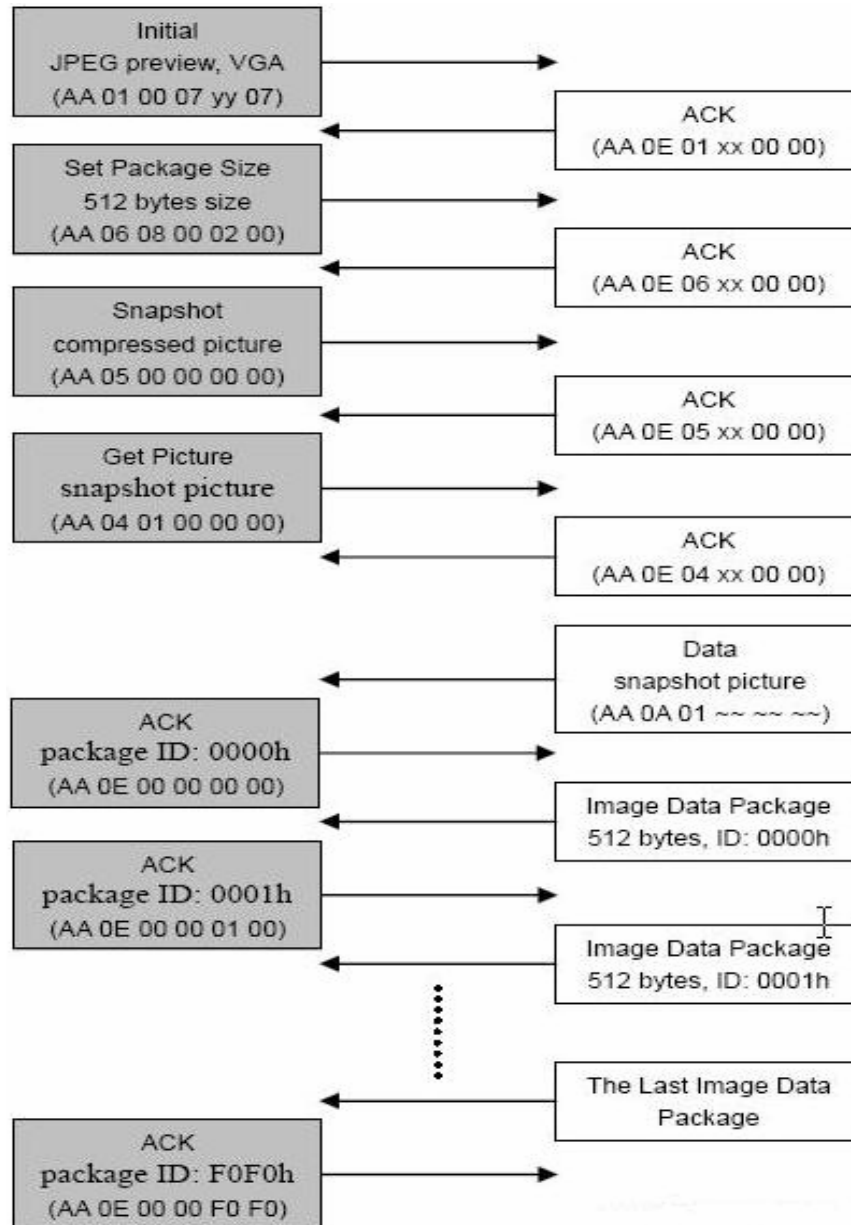 Initial
JPEG preview, VGA
(AA 01 00 07 yy 07)
ACK
(AA 0E 01 xx 00 00)
Set Package Size
512 bytes size
(AA 06 08 00 02 00)
ACK
(AA 0E 06 xx 00 00)
Snapshot
compressed picture
(AA 05 00 00 00 00)
ACK
(AA 0E 05 xx 00 00)
Get Picture
snapshot picture
(AA 04 01 00 00 00)
ACK
(AA 0E 04 xx 00 00)
Data
snapshot picture
(AA 0A 01 ~~ ~~ ~~)
ACK
package ID: 0000h
(AA 0E 00 00 00 00)
Image Data Package
512 bytes, ID: 0000h
ACK
package ID: 0001h
(AA 0E 00 00 01 00)
Image Data Package
512 bytes, ID: 0001h
The Last Image Data
Package
ACK
package ID: F0F0h
(AA 0E 00 00 F0 F0)